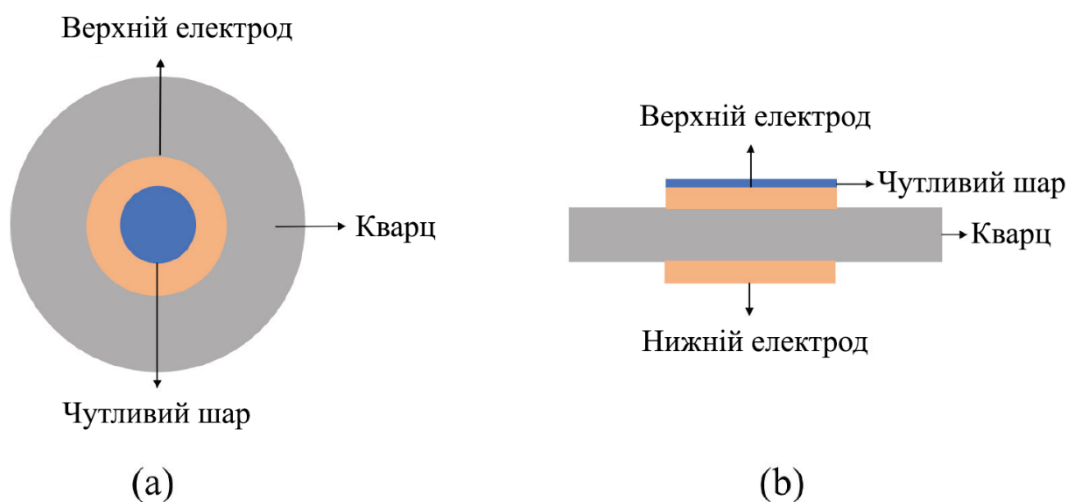 Верхній електрод
Кварц
Чутливий шар
(a)
Верхній електрод
Чутливий шар
Кварц
Нижній електрод
(b)